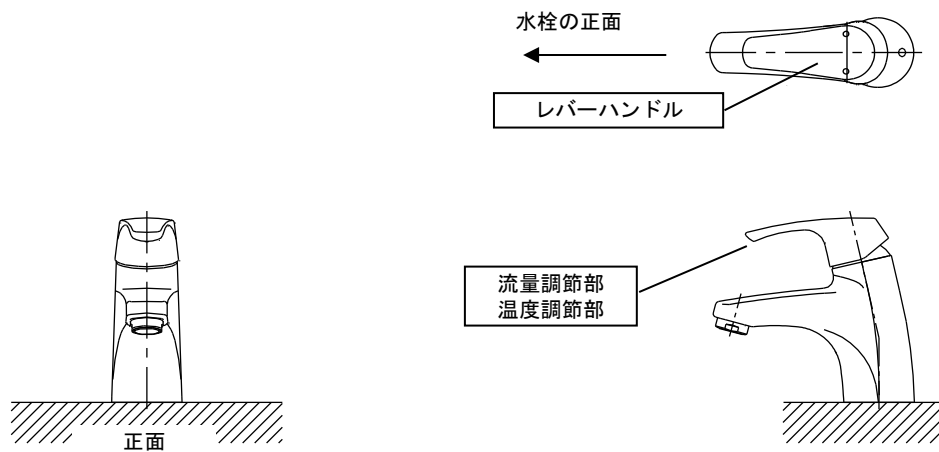 水栓の正面
レバーハンドル
流量調節部
温度調節部
正面